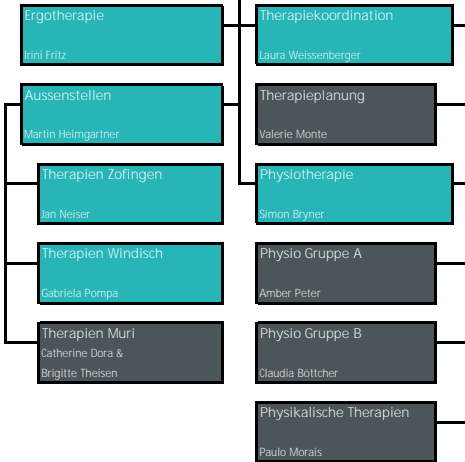 Ergotherapie
Irini Fritz
Aussenstellen
Martin Heimgartner
Therapien Zofingen
Jan Neiser
Therapien Windisch
Gabriela Pompa
Therapien Muri
Catherine Dora &
Brigitte Theisen
Therapiekoordination
Laura Weissenberger
Therapieplanung
Valerie Monte
Physiotherapie
Simon Bryner
Physio Gruppe A
Amber Peter
Physio Gruppe B
Claudia Böttcher
Physikalische Therapien
Paulo Morais